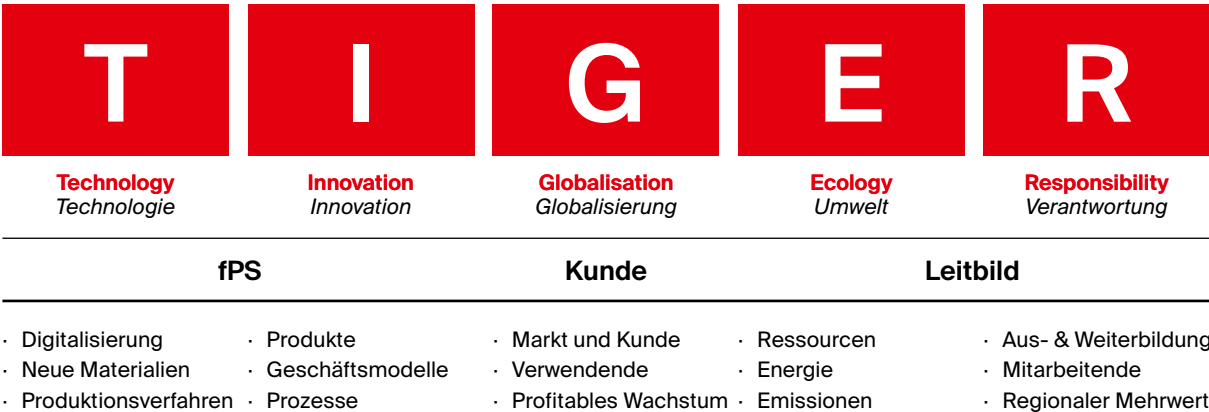 T I G E R
Technology Innovation Globalisation Ecology Responsibility
Technologie Innovation Globalisierung Umwelt Verantwortung
fPS Kunde Leitbild
· Digitalisierung · Produkte · Markt und Kunde · Ressourcen · Aus- & Weiterbildung
· Neue Materialien · Geschäftsmodelle · Verwendende · Energie · Mitarbeitende
· Produktionsverfahren · Prozesse · Profitables Wachstum · Emissionen · Regionaler Mehrwert